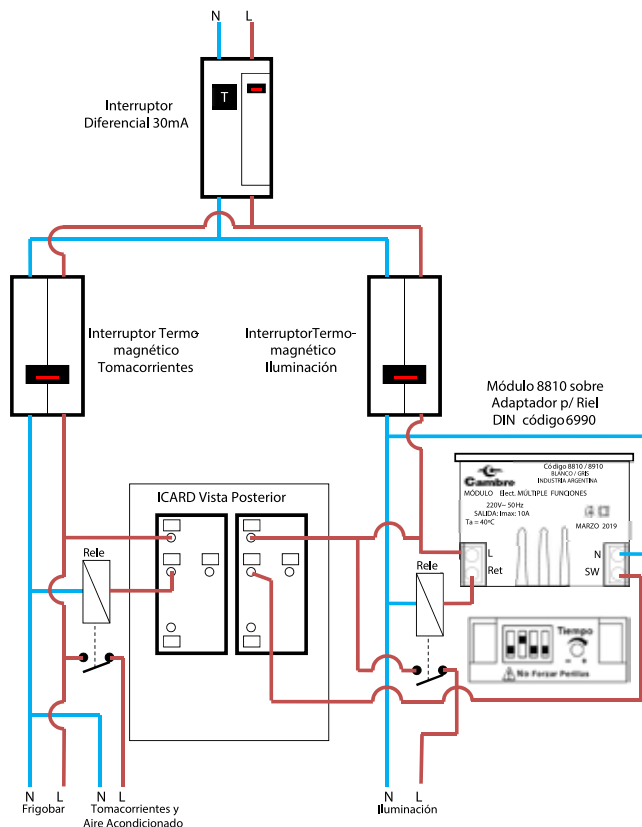 N L
T
Interruptor
Diferencial 30mA
Interruptor Termo-
magnético
Tomacorrientes
InterruptorTermo-
magnético
Iluminación
Módulo 8810 sobre
Adaptador p/ Riel
DIN código6990
ICARD Vista Posterior
Cambre
Código 8810 / 8910
BLANCO / GRIS
INDUSTRIA ARGENTINA
MÓDULO Elect. MÚLTIPLE FUNCIONES
220V~ 50Hz
SALIDA: Imax: 10A
Ta = 40ºC
MARZO 2019
L
Ret
N
SW
Rele
Rele
Tiempo
- +
No Forzar Perillas
N L N L
Frigobar
Tomacorrientes y
Aire Acondicionado
N L
Iluminación